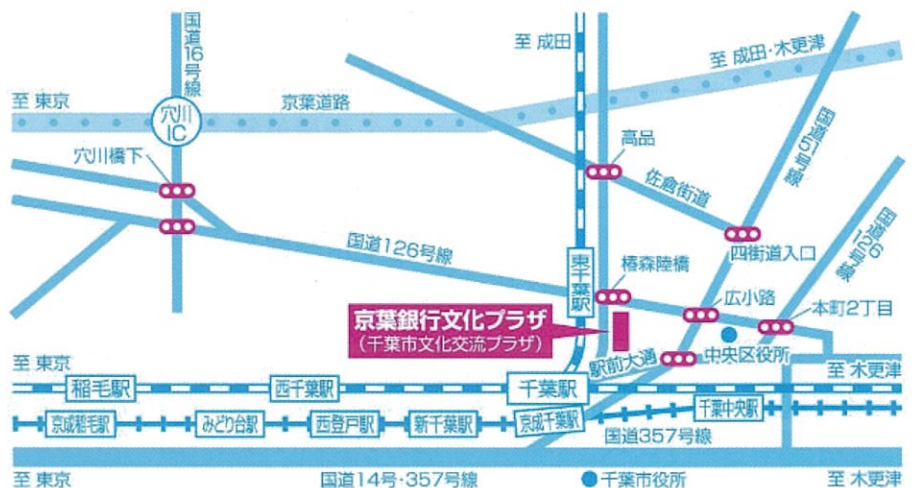 国道16号線
至 成田
至 成田・木更津
至 東京
京葉道路
穴川
IC
国道51号線
穴川橋下
高品
佐倉街道
国道126号線
国道126号線
東千葉駅
椿森陸橋
四街道入口
広小路
本町2丁目
京葉銀行文化プラザ
(千葉市文化交流プラザ)
駅前大通
中央区役所
至 東京
至 木更津
稲毛駅
西千葉駅
千葉駅
京成稲毛駅
みどり台駅
西登戸駅
新千葉駅
京成千葉駅
千葉中央駅
国道357号線
至 東京
国道14号・357号線
千葉市役所
至 木更津